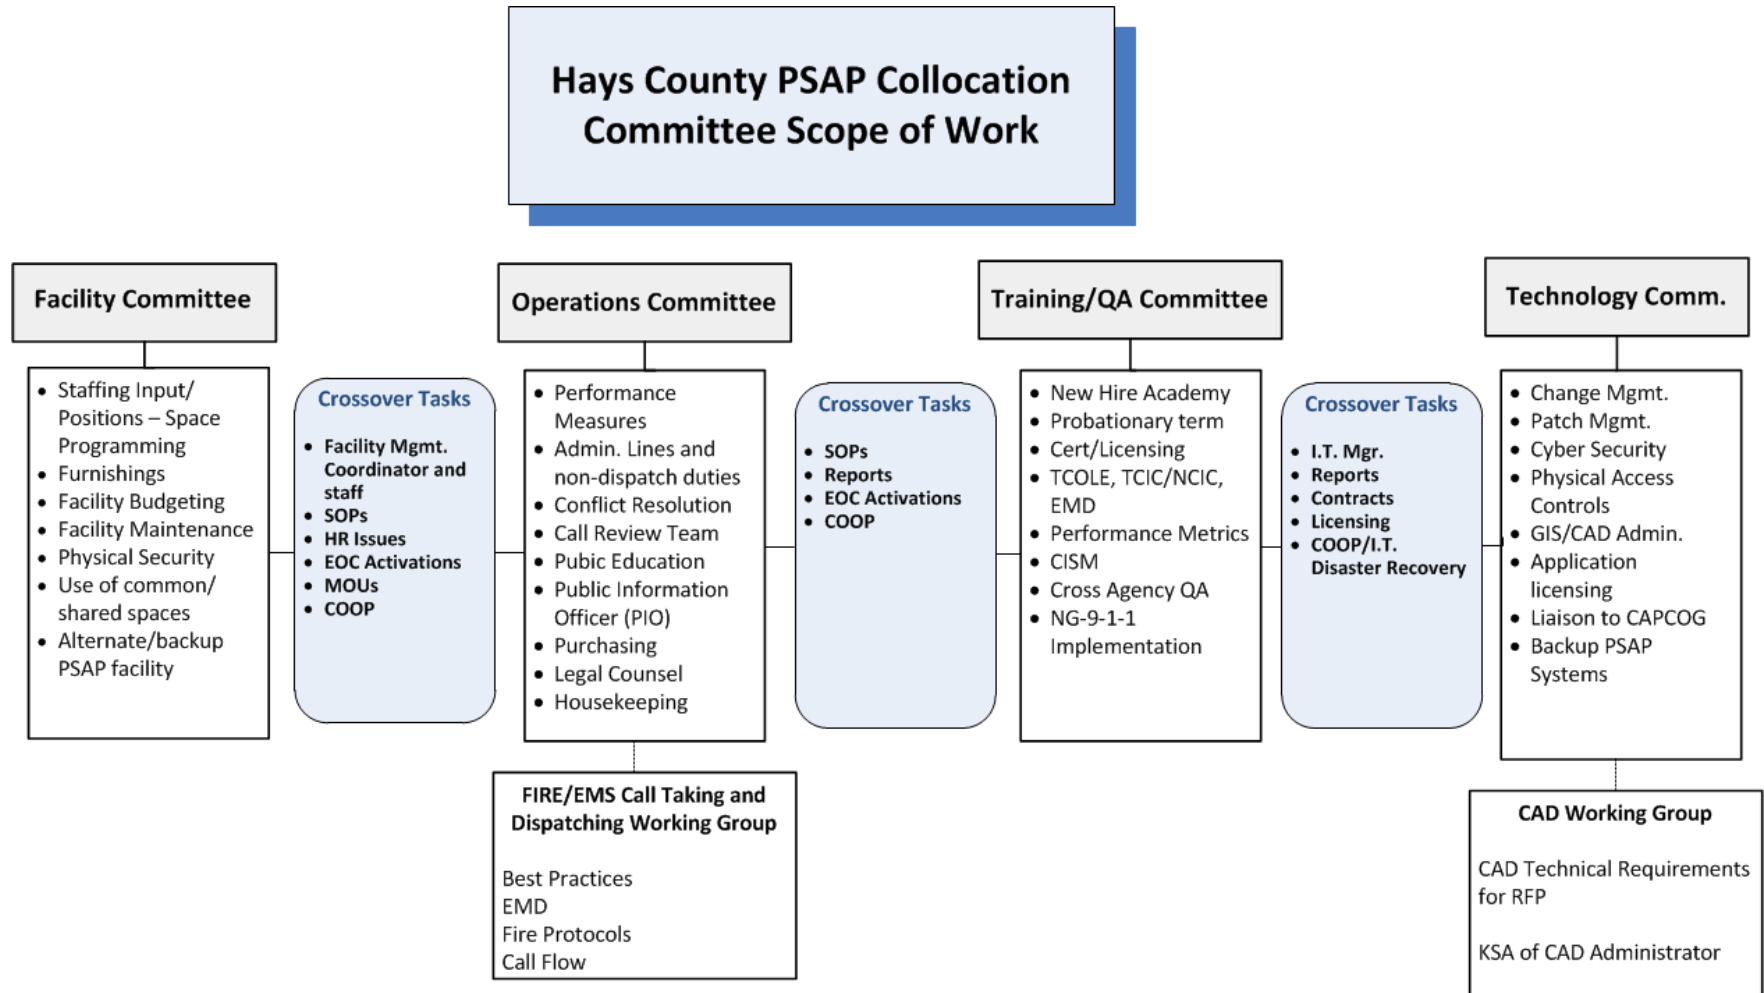 Hays County PSAP Collocation
Committee Scope of Work
Facility Committee
• Staffing Input/
Positions – Space
Programming
• Furnishings
• Facility Budgeting
• Facility Maintenance
• Physical Security
• Use of common/
shared spaces
• Alternate/backup
PSAP facility
Crossover Tasks
• Facility Mgmt.
Coordinator and
staff
• SOPs
• HR Issues
• EOC Activations
• MOUs
• COOP
Operations Committee
• Performance
Measures
• Admin. Lines and
non-dispatch duties
• Conflict Resolution
• Call Review Team
• Pubic Education
• Public Information
Officer (PIO)
• Purchasing
• Legal Counsel
• Housekeeping
FIRE/EMS Call Taking and
Dispatching Working Group
Best Practices
EMD
Fire Protocols
Call Flow
Crossover Tasks
• SOPs
• Reports
• EOC Activations
• COOP
Training/QA Committee
• New Hire Academy
• Probationary term
• Cert/Licensing
• TCOLE, TCIC/NCIC,
EMD
• Performance Metrics
• CISM
• Cross Agency QA
• NG-9-1-1
Implementation
Crossover Tasks
• I.T. Mgr.
• Reports
• Contracts
• Licensing
• COOP/I.T.
Disaster Recovery
Technology Comm.
• Change Mgmt.
• Patch Mgmt.
• Cyber Security
• Physical Access
Controls
• GIS/CAD Admin.
• Application
licensing
• Liaison to CAPCOG
• Backup PSAP
Systems
CAD Working Group
CAD Technical Requirements
for RFP
KSA of CAD Administrator